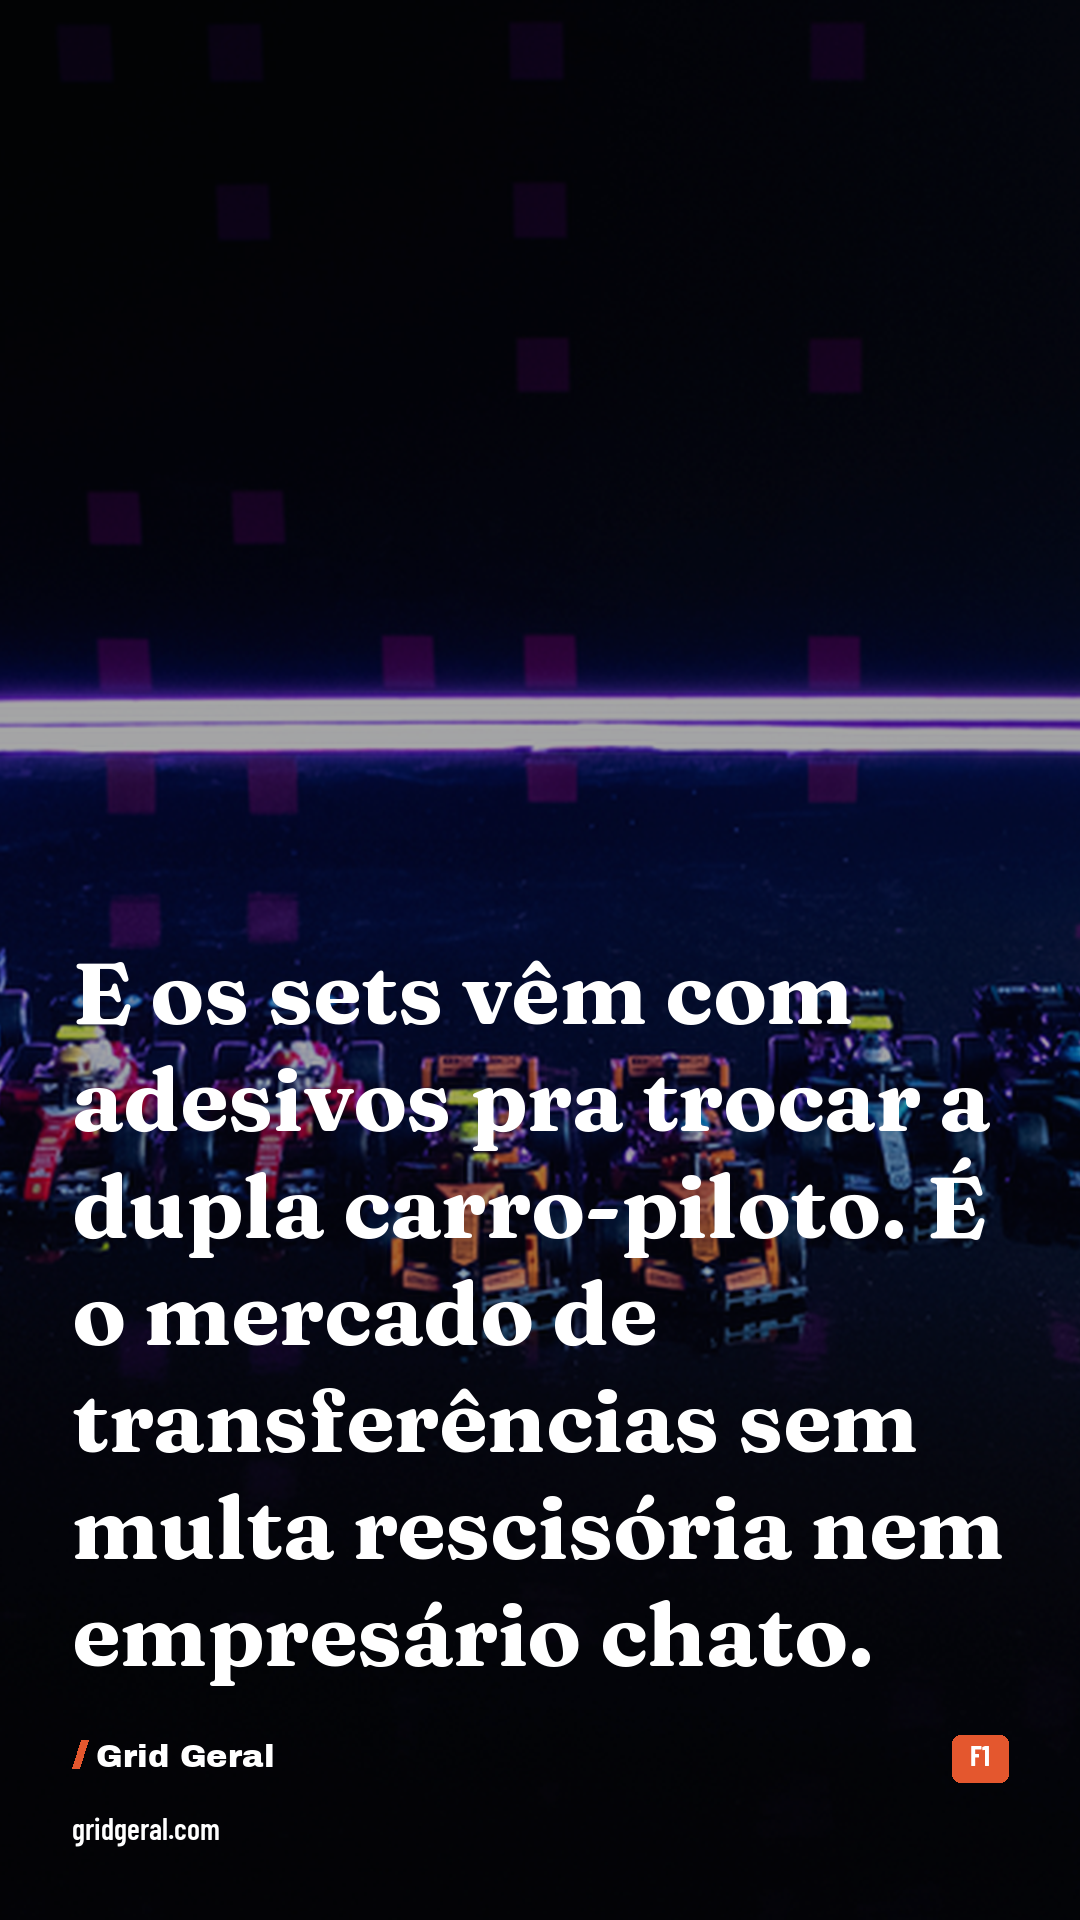 E os sets vêm com
adesivos pra trocar a
dupla carro-piloto. É
o mercado de
transferências sem
multa rescisória nem
empresário chato.
/ Grid Geral
F1
gridgeral.com